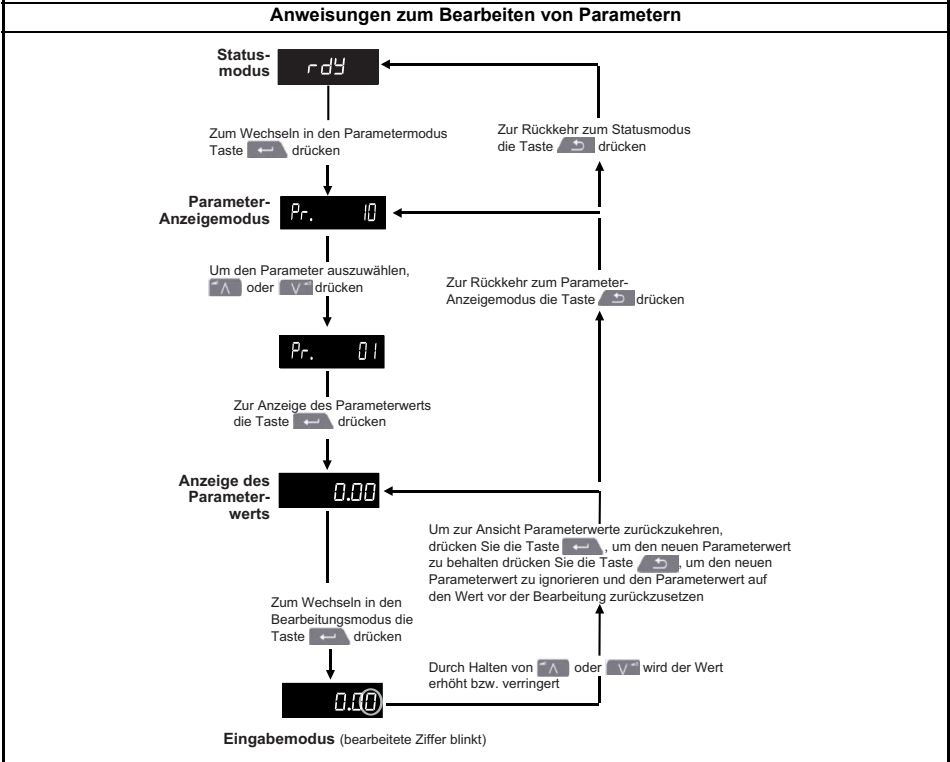 Anweisungen zum Bearbeiten von Parametern
Status-
modus
rdy
Zum Wechseln in den Parametermodus
Taste drücken
Zur Rückkehr zum Statusmodus
die Taste drücken
Parameter-
Anzeigemodus
Pr. 10
Um den Parameter auszuwählen,
oder drücken
Zur Rückkehr zum Parameter-
Anzeigemodus die Taste drücken
Pr. 01
Zur Anzeige des Parameterwerts
die Taste drücken
Anzeige des
Parameter-
werts
0.00
Um zur Ansicht Parameterwerte zurückzukehren,
drücken Sie die Taste , um den neuen Parameterwert
zu behalten drücken Sie die Taste , um den neuen
Parameterwert zu ignorieren und den Parameterwert auf
den Wert vor der Bearbeitung zurückzusetzen
Zum Wechseln in den
Bearbeitungsmodus die
Taste drücken
Durch Halten von oder wird der Wert
erhöht bzw. verringert
0.00
Eingabemodus (bearbeitete Ziffer blinkt)